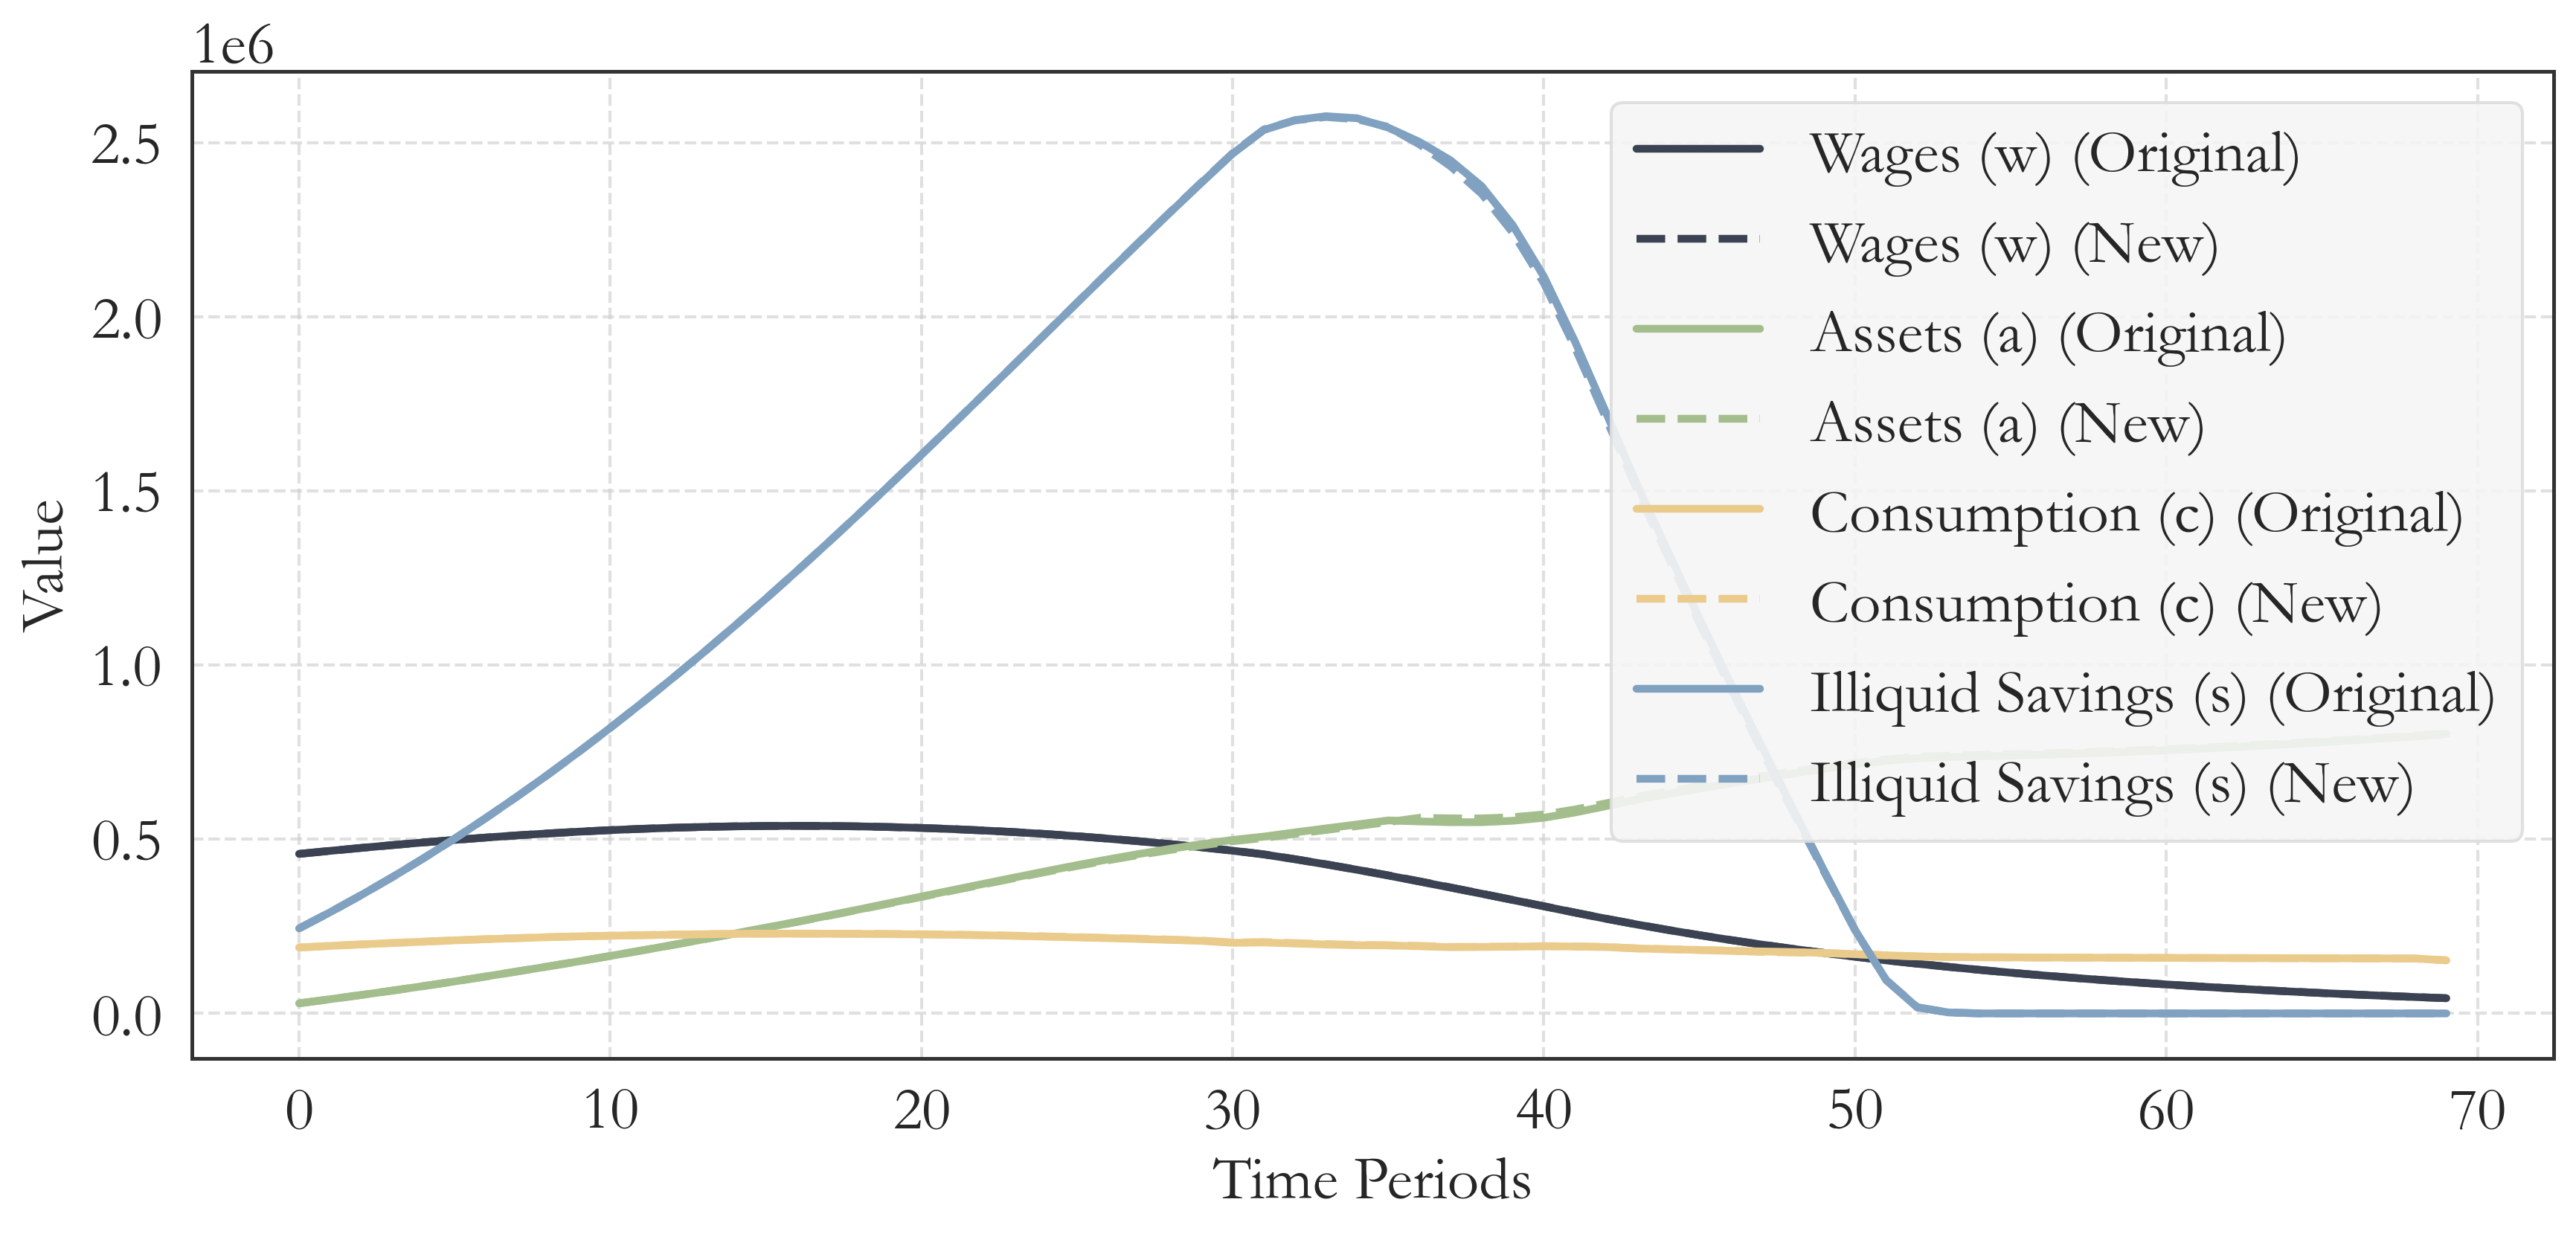 1e6
2.5
2.0
1.5
1.0
0.5
0.0
Value
0 10 20 30 40 50 60 70
Time Periods
Wages (w) (Original)
Wages (w) (New)
Assets (a) (Original)
Assets (a) (New)
Consumption (c) (Original)
Consumption (c) (New)
Illiquid Savings (s) (Original)
Illiquid Savings (s) (New)